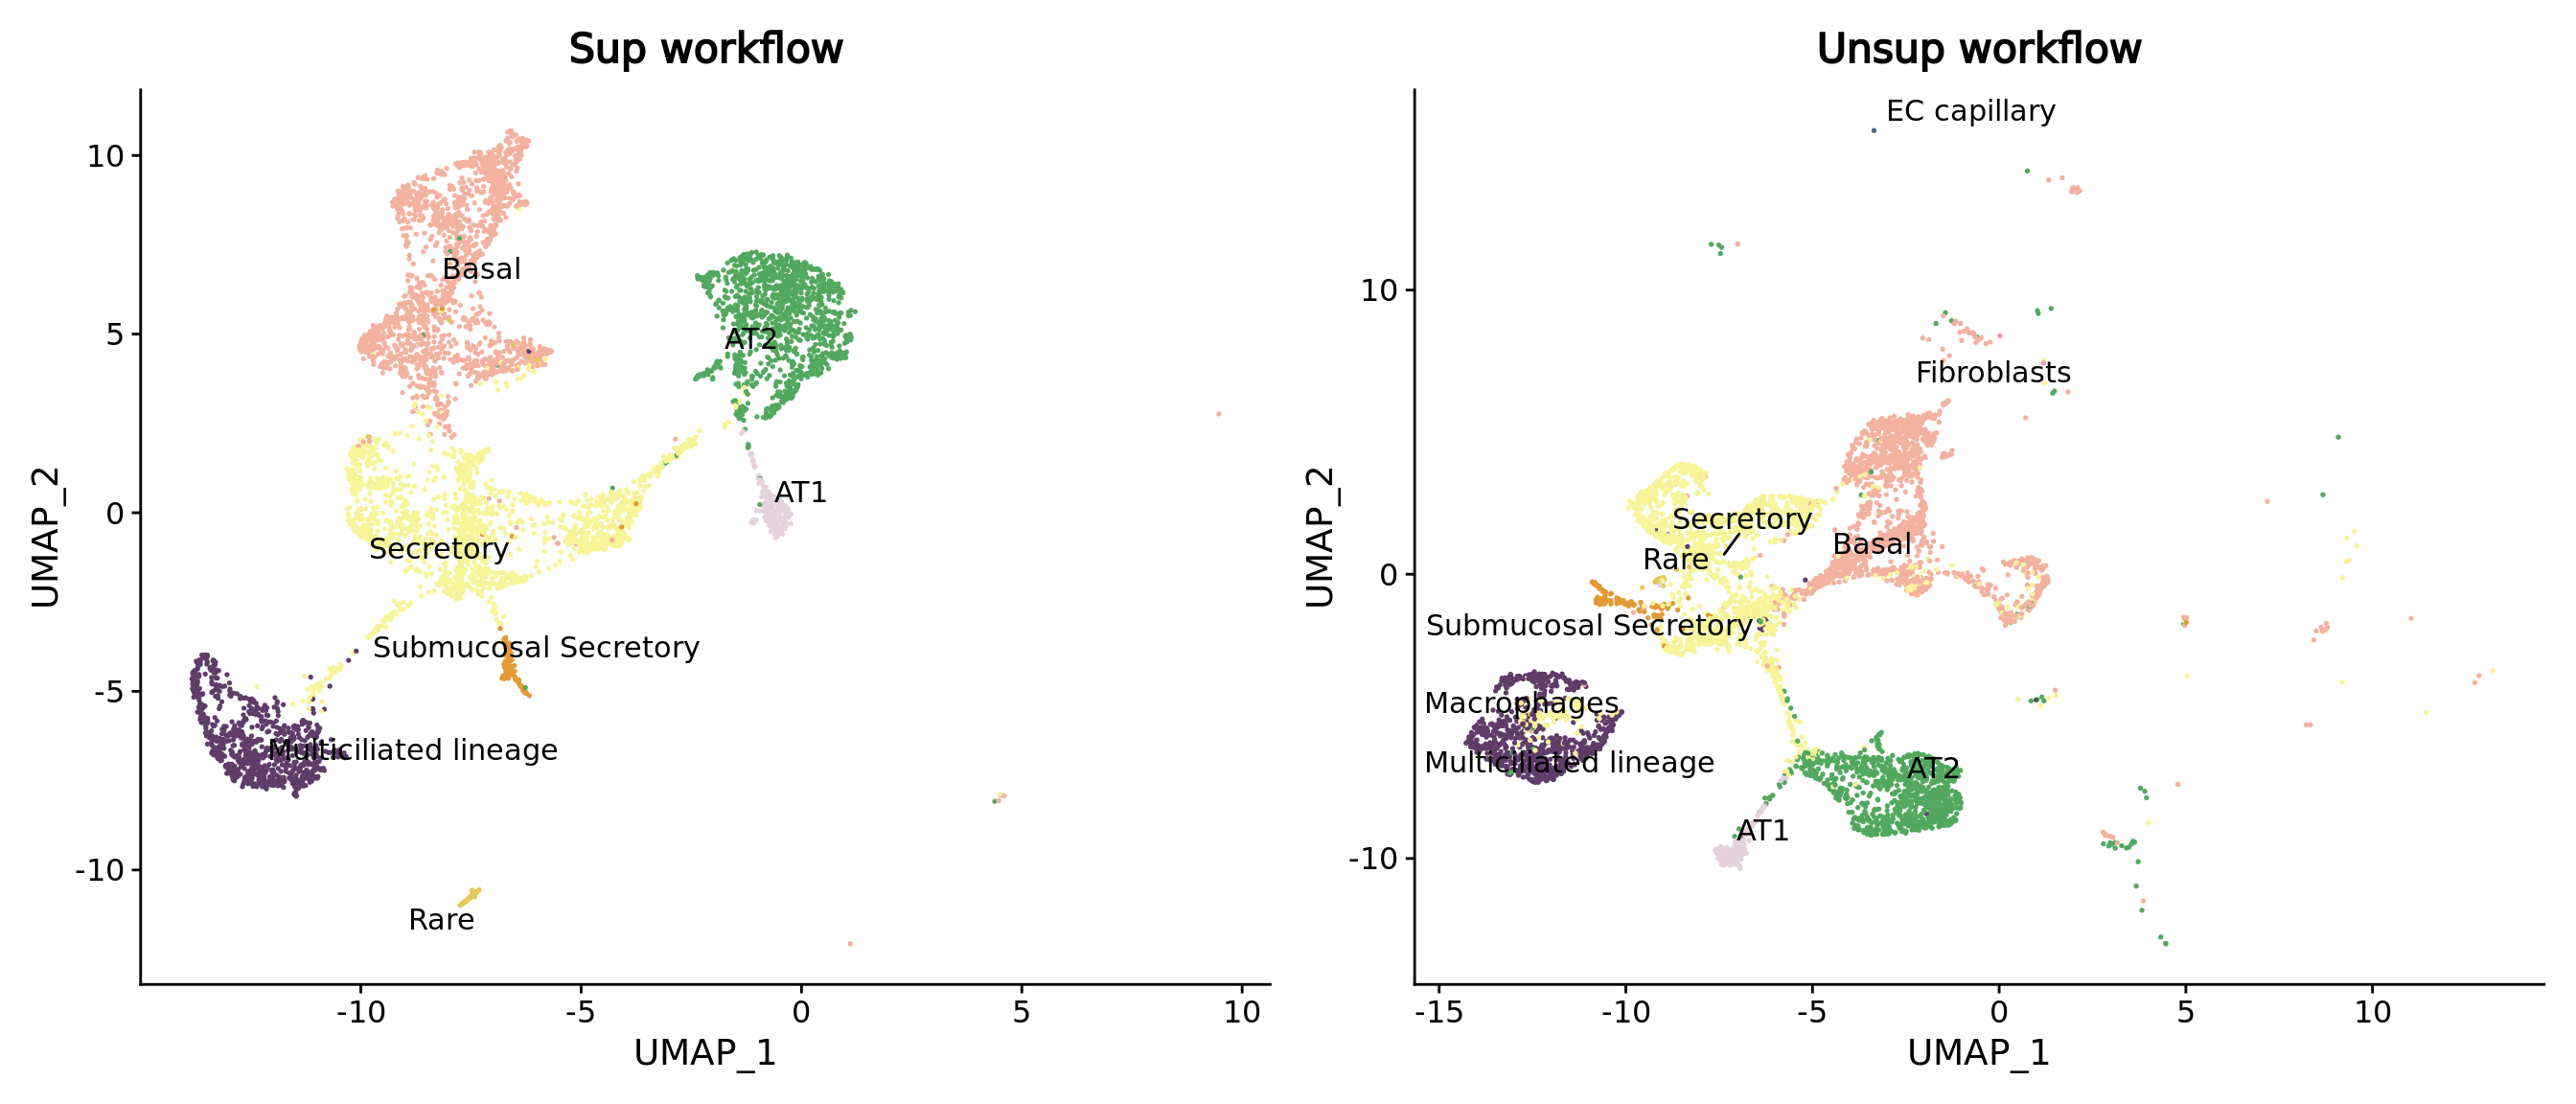 Sup workflow
UMAP_2
10
5
0
-5
-10
Basal
AT2
AT1
Secretory
Submucosal Secretory
Multiciliated lineage
Rare
-10
-5
0
5
10
UMAP_1
Unsup workflow
UMAP_2
10
0
-10
EC capillary
Fibroblasts
Secretory
Basal
Rare
Submucosal Secretory
Macrophages
Multiciliated lineage
AT2
AT1
-15
-10
-5
0
5
10
UMAP_1